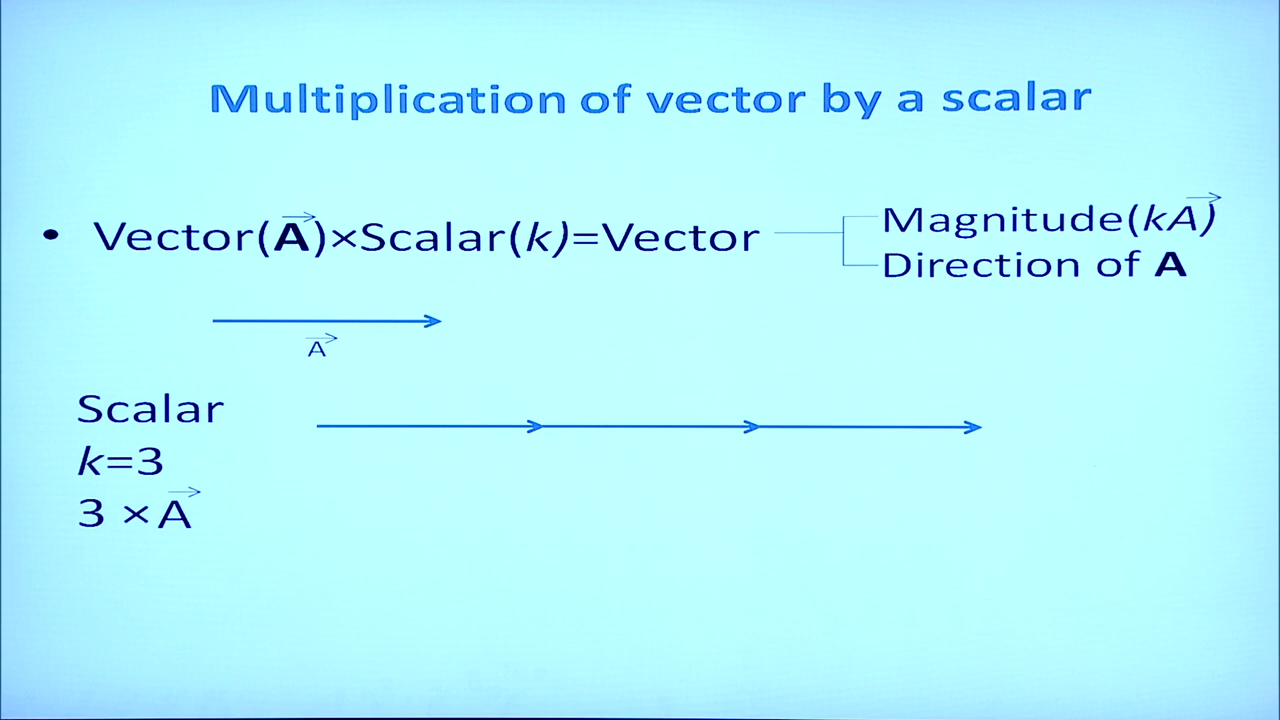 Multiplication of vector by a scalar
• Vector(A⃗)×Scalar(k)=Vector
Magnitude(kA⃗)
Direction of A
A⃗
Scalar
k=3
3 × A⃗